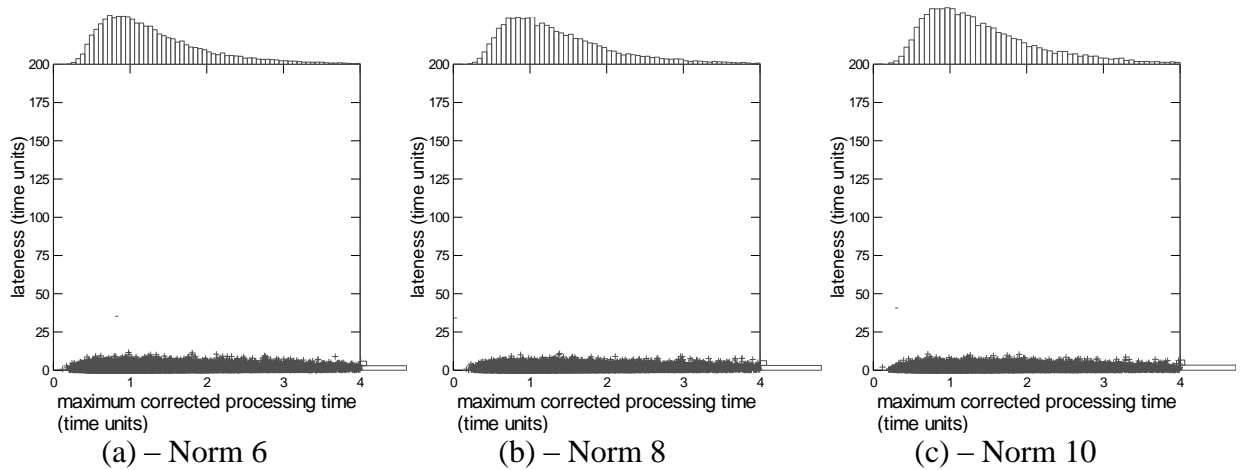 200
175
150
125
100
75
50
25
0
lateness (time units)
0 1 2 3 4
maximum corrected processing time
(time units)
(a) – Norm 6
200
175
150
125
100
75
50
25
0
lateness (time units)
0 1 2 3 4
maximum corrected processing time
(time units)
(b) – Norm 8
200
175
150
125
100
75
50
25
0
lateness (time units)
0 1 2 3 4
maximum corrected processing time
(time units)
(c) – Norm 10